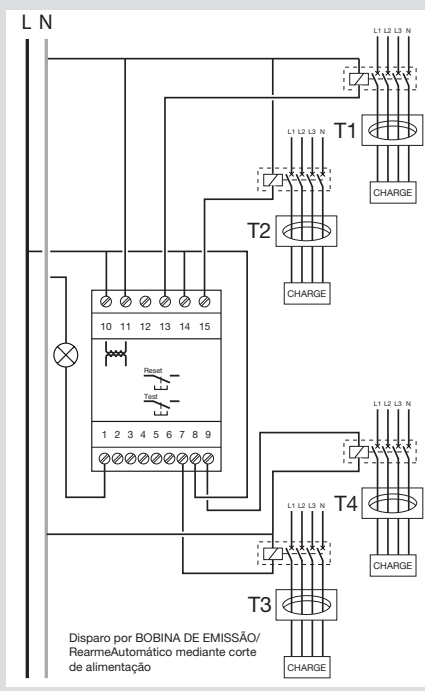 L N
L1 L2 L3 N
T1
CHARGE
L1 L2 L3 N
T2
CHARGE
10 11 12 13 14 15
Reset
Test
1 2 3 4 5 6 7 8 9
L1 L2 L3 N
T4
CHARGE
L1 L2 L3 N
T3
CHARGE
Disparo por BOBINA DE EMISSÃO/
RearmeAutomático mediante corte
de alimentação